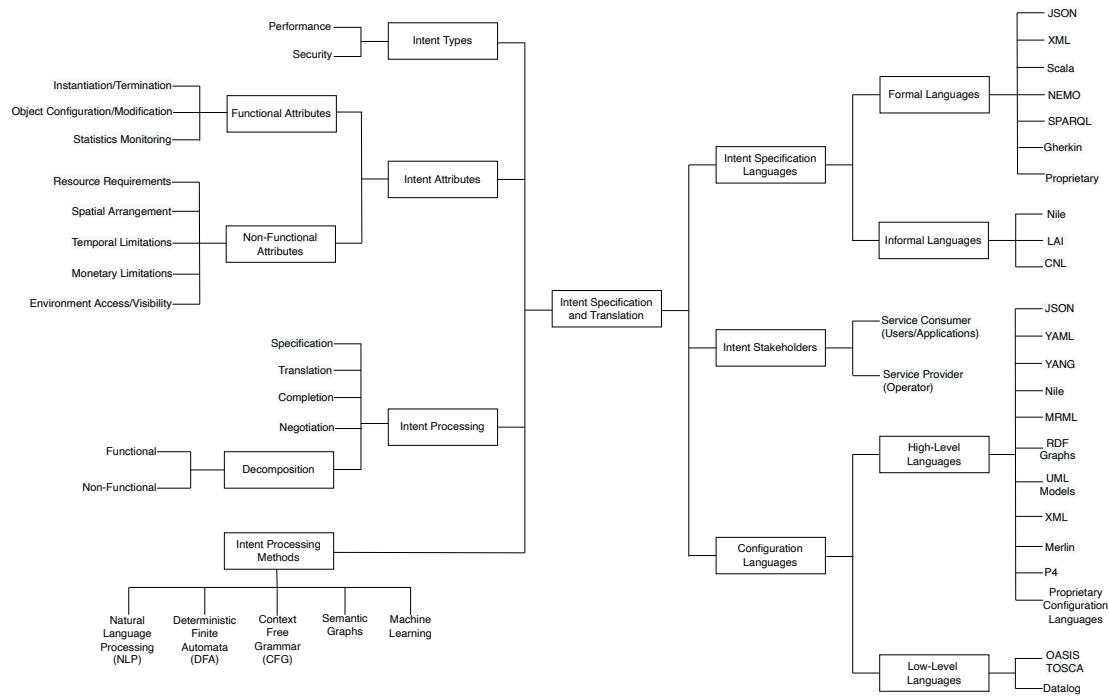 Performance
Security
Intent Types
Instantiation/Termination
Object Configuration/Modification
Statistics Monitoring
Functional Attributes
Intent Attributes
Resource Requirements
Spatial Arrangement
Temporal Limitations
Monetary Limitations
Environment Access/Visibility
Non-Functional
Attributes
Specification
Translation
Completion
Negotiation
Intent Processing
Functional
Non-Functional
Decomposition
Intent Processing
Methods
Natural
Language
Processing
(NLP)
Deterministic
Finite
Automata
(DFA)
Context
Free
Grammar
(CFG)
Semantic
Graphs
Machine
Learning
Intent Specification
and Translation
Intent Specification
Languages
Formal Languages
JSON
XML
Scala
NEMO
SPARQL
Gherkin
Proprietary
Informal Languages
Nile
LAI
CNL
Intent Stakeholders
Service Consumer
(Users/Applications)
Service Provider
(Operator)
Configuration
Languages
High-Level
Languages
JSON
YAML
YANG
Nile
MRML
RDF
Graphs
UML
Models
XML
Merlin
P4
Proprietary
Configuration
Languages
Low-Level
Languages
OASIS
TOSCA
Datalog